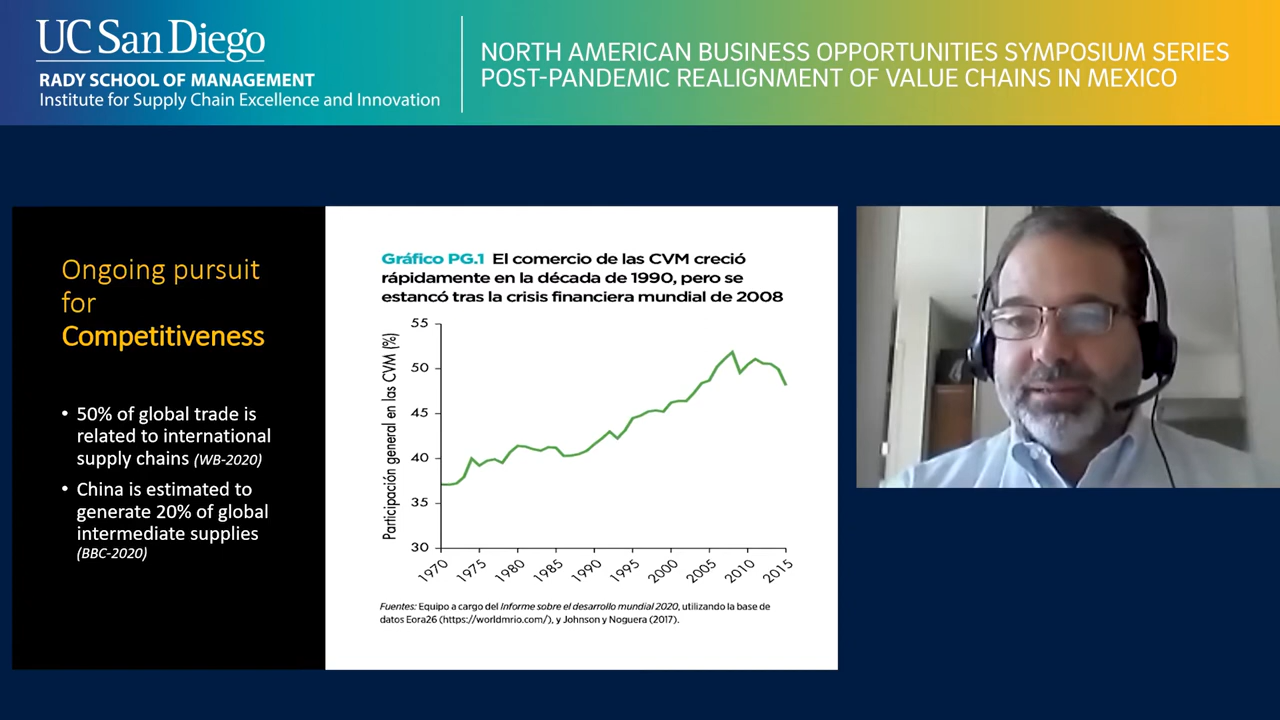 UC San Diego
RADY SCHOOL OF MANAGEMENT
Institute for Supply Chain Excellence and Innovation
NORTH AMERICAN BUSINESS OPPORTUNITIES SYMPOSIUM SERIES
POST-PANDEMIC REALIGNMENT OF VALUE CHAINS IN MEXICO
Ongoing pursuit
for
Competitiveness
• 50% of global trade is
related to international
supply chains (WB-2020)
• China is estimated to
generate 20% of global
intermediate supplies
(BBC-2020)
Gráfico PG.1 El comercio de las CVM creció
rápidamente en la década de 1990, pero se
estancó tras la crisis financiera mundial de 2008
Participación general en las CVM (%)
55
50
45
40
35
30
1970
1975
1980
1985
1990
1995
2000
2005
2010
2015
Fuentes: Equipo a cargo del Informe sobre el desarrollo mundial 2020, utilizando la base de
datos Eora26 (https://worldmrio.com/), y Johnson y Noguera (2017).